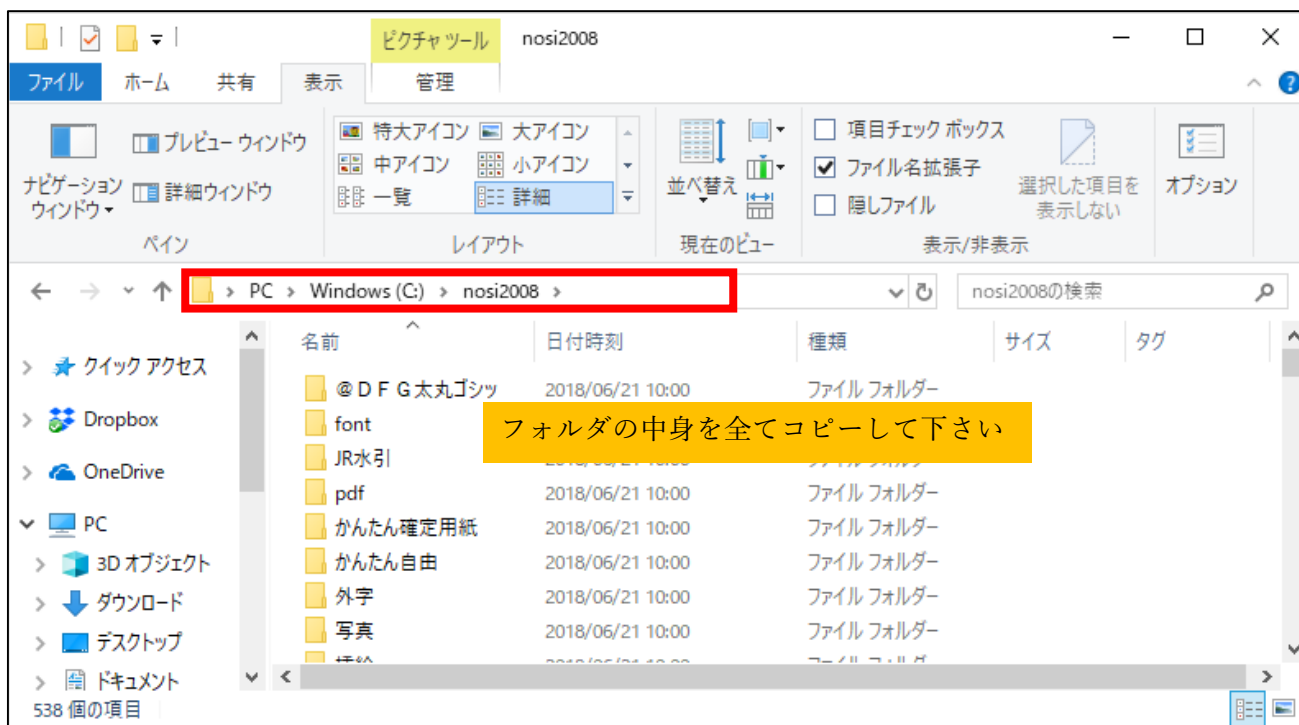 ピクチャ ツール nosi2008
ファイル ホーム 共有 表示 管理
ナビゲーション ウィンドウ
プレビュー ウィンドウ
詳細ウィンドウ
ペイン
特大アイコン 大アイコン
中アイコン 小アイコン
一覧 詳細
レイアウト
並べ替え
現在のビュー
項目チェック ボックス
ファイル名拡張子
隠しファイル
選択した項目を
表示しない
表示/非表示
オプション
PC > Windows (C:) > nosi2008 >
nosi2008の検索
クイック アクセス
Dropbox
OneDrive
PC
3D オブジェクト
ダウンロード
デスクトップ
ドキュメント
名前 日付時刻 種類 サイズ タグ
@ＤＦＧ太丸ゴシッ 2018/06/21 10:00 ファイル フォルダー
font
フォルダの中身を全てコピーして下さい
JR水引
pdf 2018/06/21 10:00 ファイル フォルダー
かんたん確定用紙 2018/06/21 10:00 ファイル フォルダー
かんたん自由 2018/06/21 10:00 ファイル フォルダー
外字 2018/06/21 10:00 ファイル フォルダー
写真 2018/06/21 10:00 ファイル フォルダー
538 個の項目